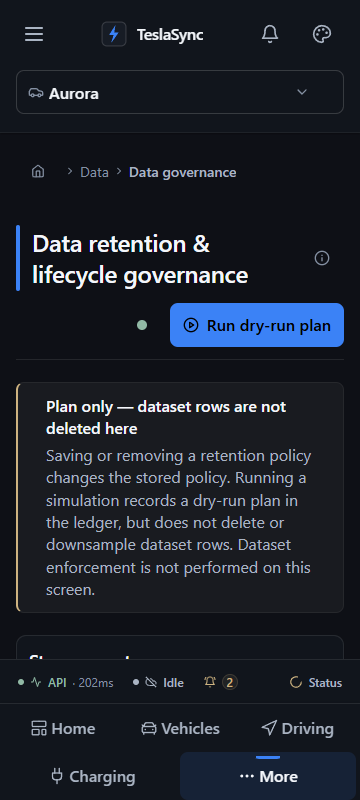 TeslaSync
Aurora
Data
Data governance
Data retention &
lifecycle governance
Run dry-run plan
Plan only — dataset rows are not
deleted here
Saving or removing a retention policy
changes the stored policy. Running a
simulation records a dry-run plan in
the ledger, but does not delete or
downsample dataset rows. Dataset
enforcement is not performed on this
screen.
API · 202ms
Idle
2
Status
Home
Vehicles
Driving
Charging
More